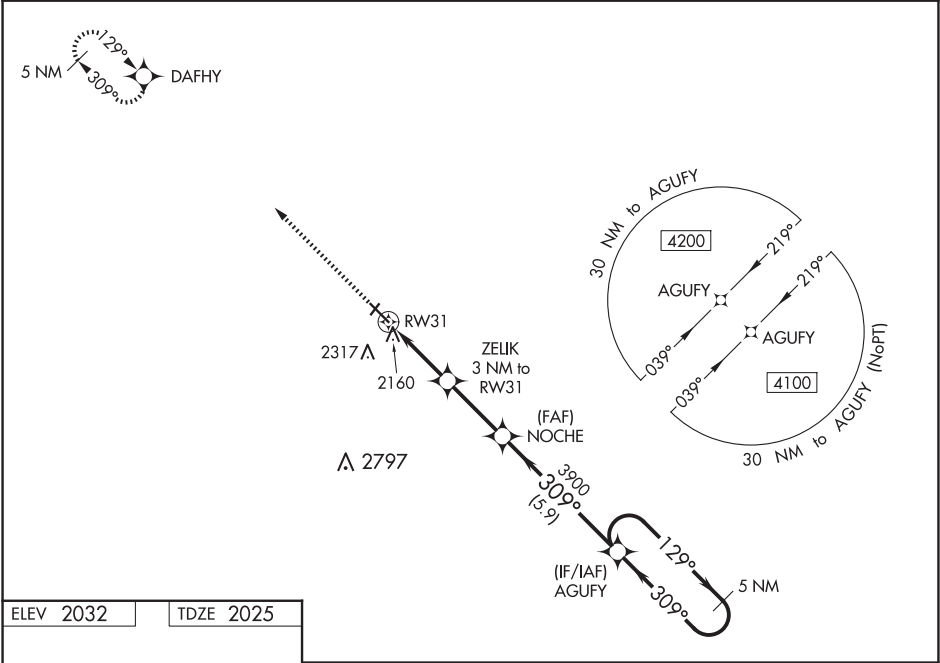 129°
5 NM
309°
DAFHY
30 NM to AGUFY
4200
219°
AGUFY
039°
219°
AGUFY
039°
4100
30 NM to AGUFY (NoPT)
RW31
2317
2160
ZELIK
3 NM to
RW31
(FAF)
NOCHE
2797
3900
309°
(5.9)
(IF/IAF)
AGUFY
129°
309°
5 NM
ELEV 2032
TDZE 2025